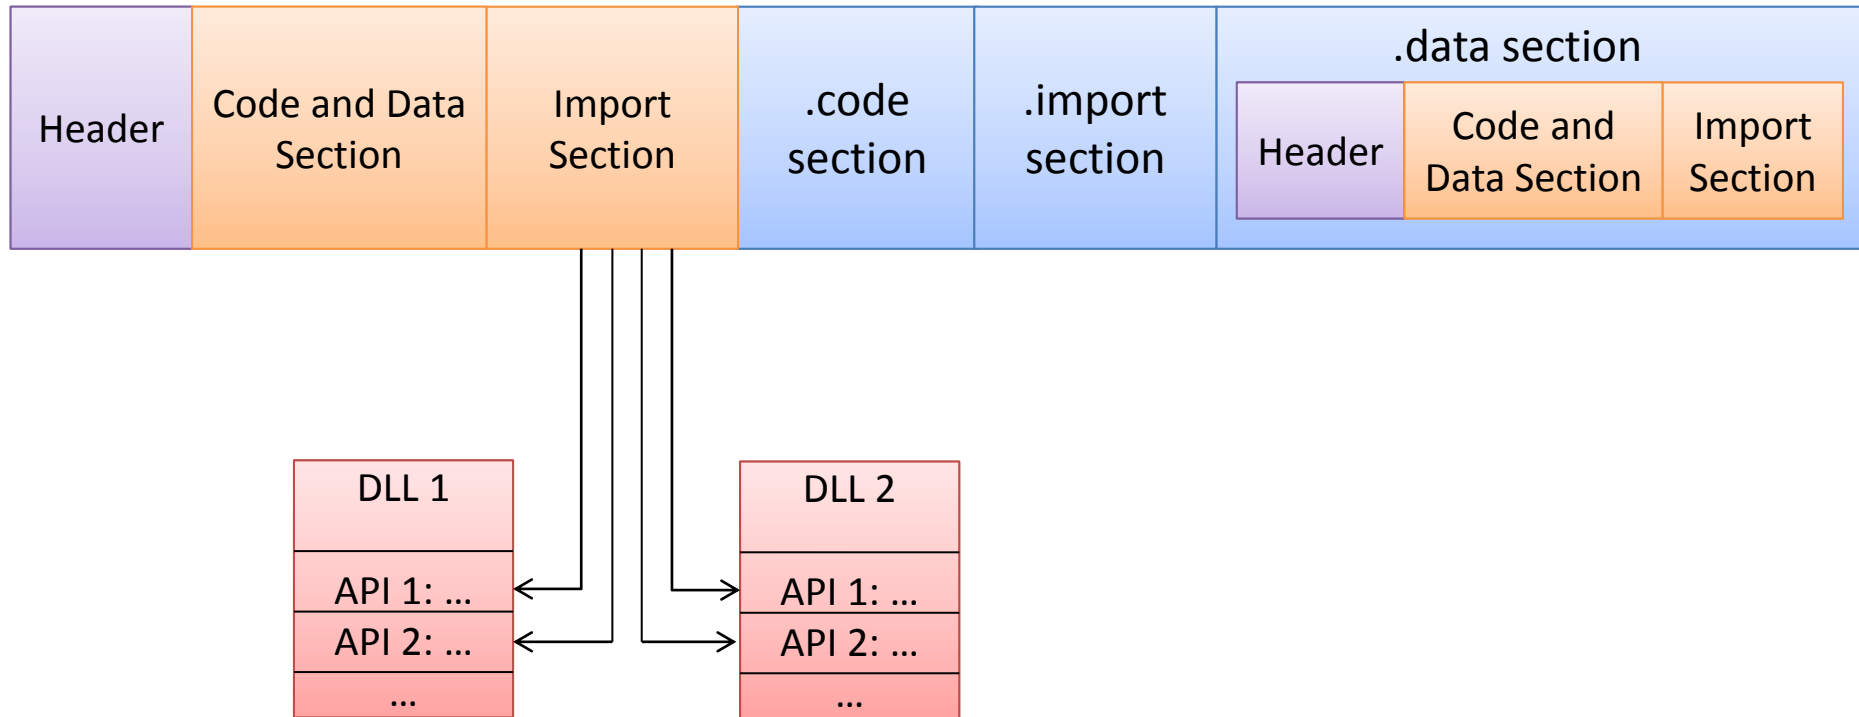 Header
Code and Data
Section
Import
Section
.code
section
.import
section
.data section
Header
Code and
Data Section
Import
Section
DLL 1
API 1: ...
API 2: ...
...
DLL 2
API 1: ...
API 2: ...
...